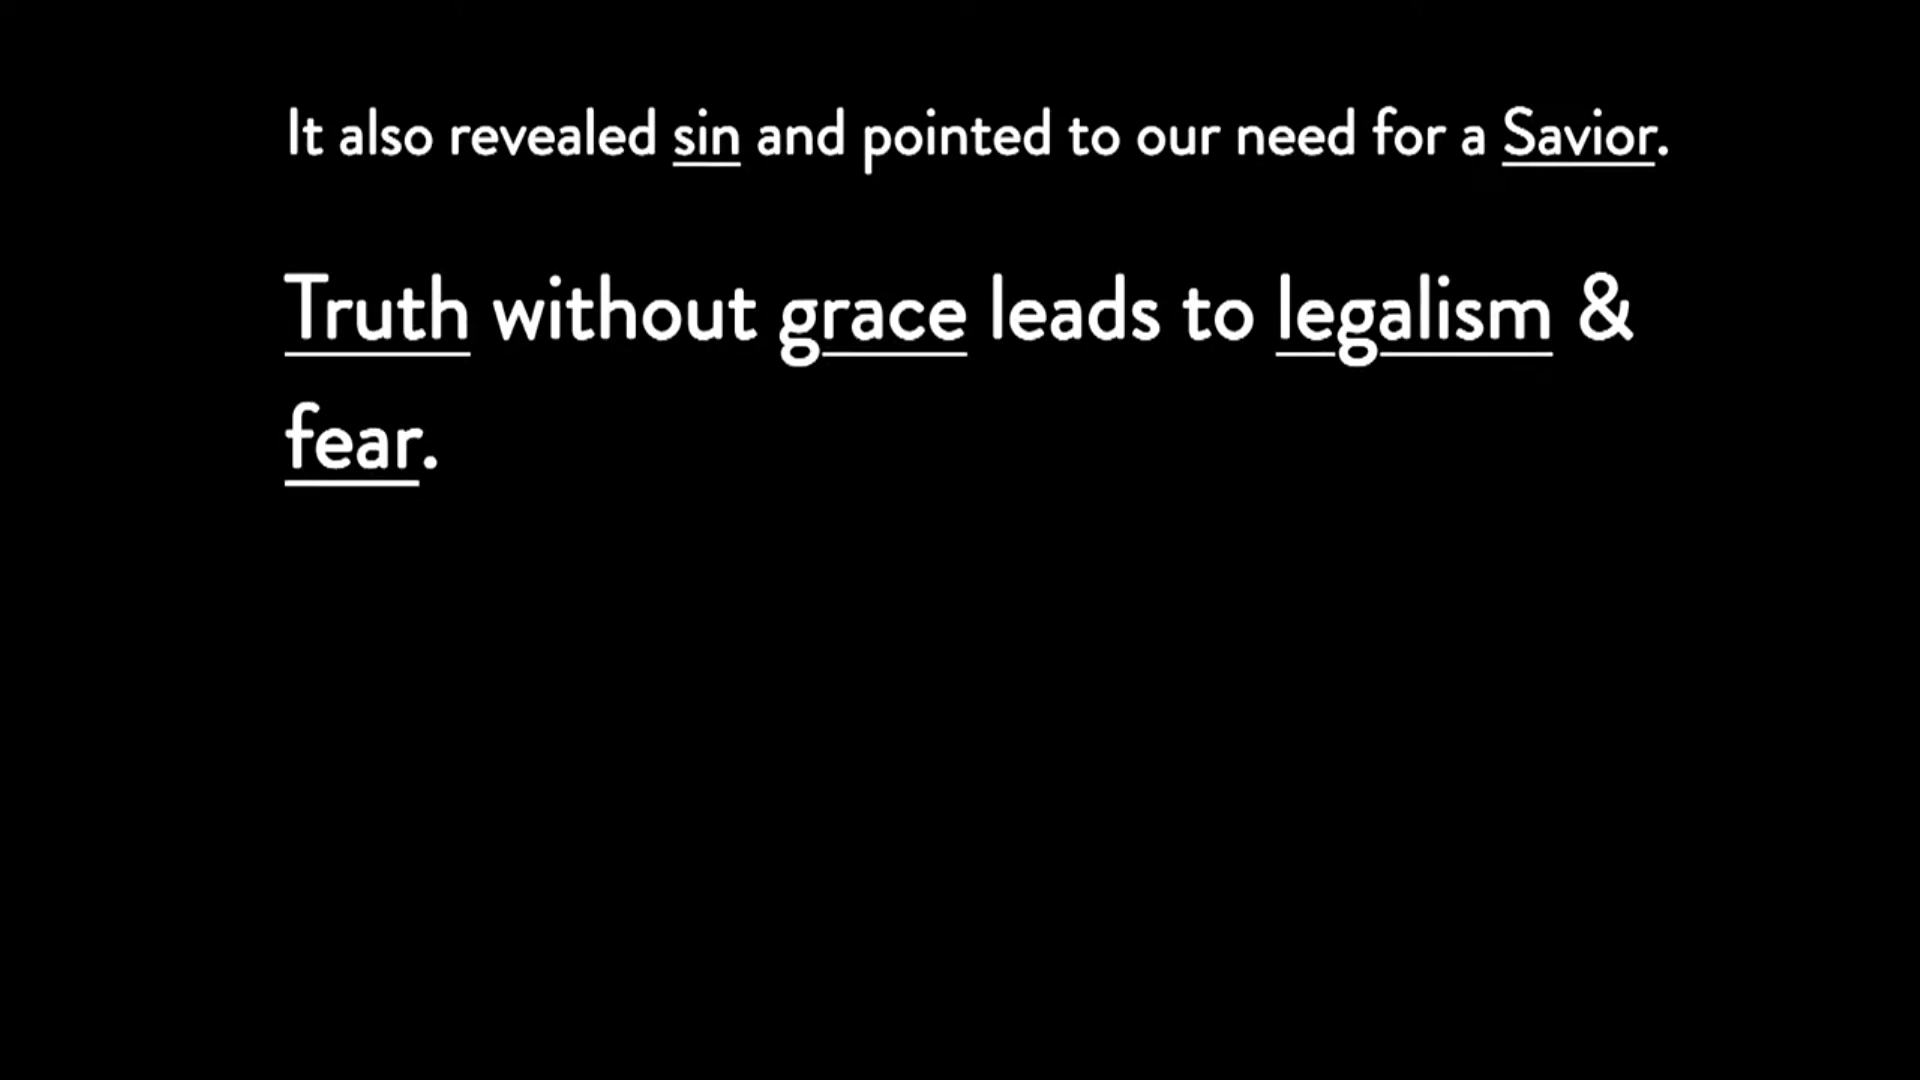 It also revealed sin and pointed to our need for a Savior.
Truth without grace leads to legalism &
fear.